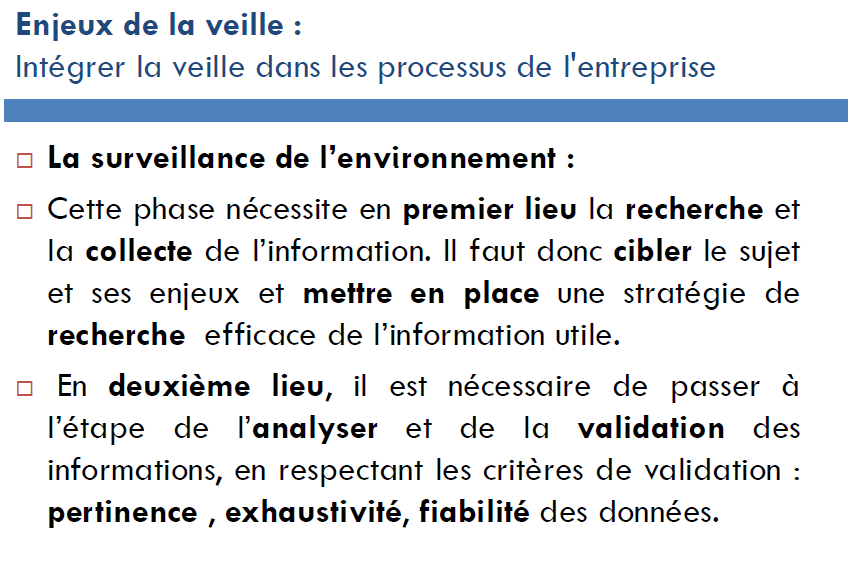 Enjeux de la veille :
Intégrer la veille dans les processus de l'entreprise
La surveillance de l’environnement :
Cette phase nécessite en premier lieu la recherche et
la collecte de l’information. Il faut donc cibler le sujet
et ses enjeux et mettre en place une stratégie de
recherche efficace de l’information utile.
En deuxième lieu, il est nécessaire de passer à
l’étape de l’analyser et de la validation des
informations, en respectant les critères de validation :
pertinence , exhaustivité, fiabilité des données.